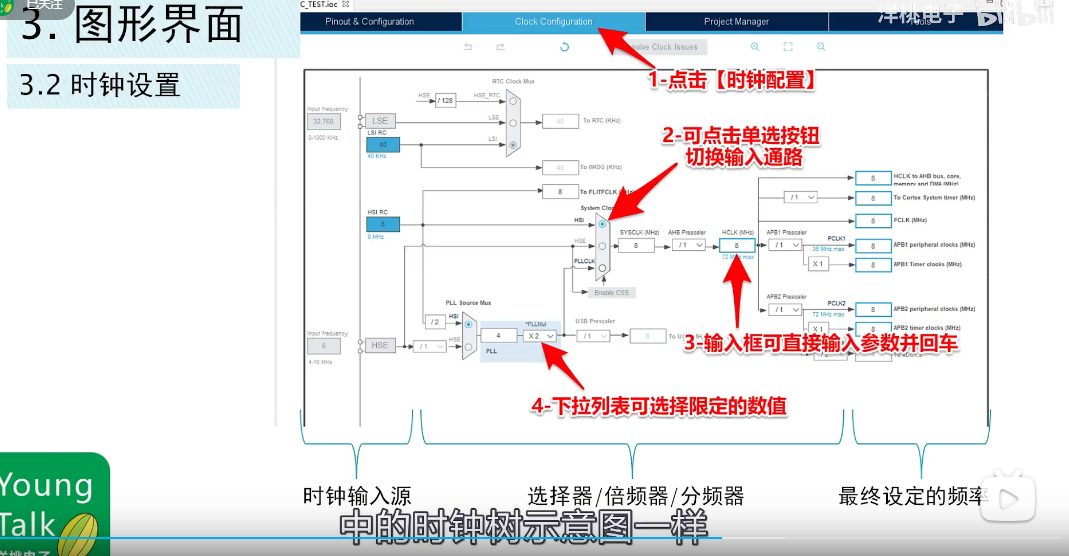 已关注
C_TEST.ioc
洋桃电子 bilibili
3. 图形界面
3.2 时钟设置
Pinout & Configuration
Clock Configuration
Project Manager
Tools
solve Clock Issues
1-点击【时钟配置】
2-可点击单选按钮
切换输入通路
RTC Clock Mux
HSE
/ 128
HSE_RTC
Input frequency
32.768
0-1000 KHz
LSE
LSE
LSI RC
40
40 KHz
LSI
40
To RTC (KHz)
40
To IWDG (KHz)
8
To FLITFCLK
System Clo
HSI RC
8
8 MHz
HSI
HSE
PLLCLK
Enable CSS
SYSCLK (MHz)
8
AHB Prescaler
/ 1
HCLK (MHz)
8
72 M
max
8
HCLK to AHB bus, core,
memory and DMA (MHz)
/ 1
8
To Cortex System timer (MHz)
8
FCLK (MHz)
APB1 Prescaler
/ 1
PCLK1
36 MHz max
8
APB1 peripheral clocks (MHz)
X 1
8
APB1 Timer clocks (MHz)
APB2 Prescaler
/ 1
PCLK2
72 MHz max
8
APB2 peripheral clocks (MHz)
X 1
8
APB2 timer clocks (MHz)
PLL Source Mux
/ 2
HSI
HSE
4
*PLLMul
X 2
PLL
USB Prescaler
/ 1
8
To U
Input frequency
8
4-16 MHz
HSE
/ 1
3-输入框可直接输入参数并回车
4-下拉列表可选择限定的数值
时钟输入源
选择器/倍频器/分频器
最终设定的频率
中的时钟树示意图一样
Young
Talk
洋桃电子